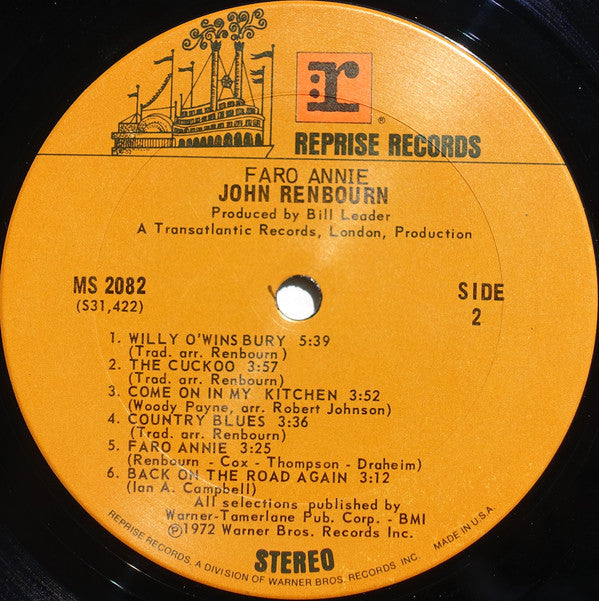 :r
®
REPRISE RECORDS
FARO ANNIE
JOHN RENBOURN
Produced by Bill Leader
A Transatlantic Records, London, Production
MS 2082
(S31,422)
SIDE
2
1. WILLY O'WINSBURY 5:39
(Trad. arr. Renbourn)
2. THE CUCKOO 3:57
(Trad. arr. Renbourn)
3. COME ON IN MY KITCHEN 3:52
(Woody Payne, arr. Robert Johnson)
4. COUNTRY BLUES 3:36
(Trad. arr. Renbourn)
5. FARO ANNIE 3:25
(Renbourn - Cox - Thompson - Draheim)
6. BACK ON THE ROAD AGAIN 3:12
(Ian A. Campbell)
All selections published by
Warner-Tamerlane Pub. Corp. - BMI
℗1972 Warner Bros. Records Inc.
STEREO
REPRISE RECORDS, A DIVISION OF WARNER BROS. RECORDS INC. MADE IN U.S.A.